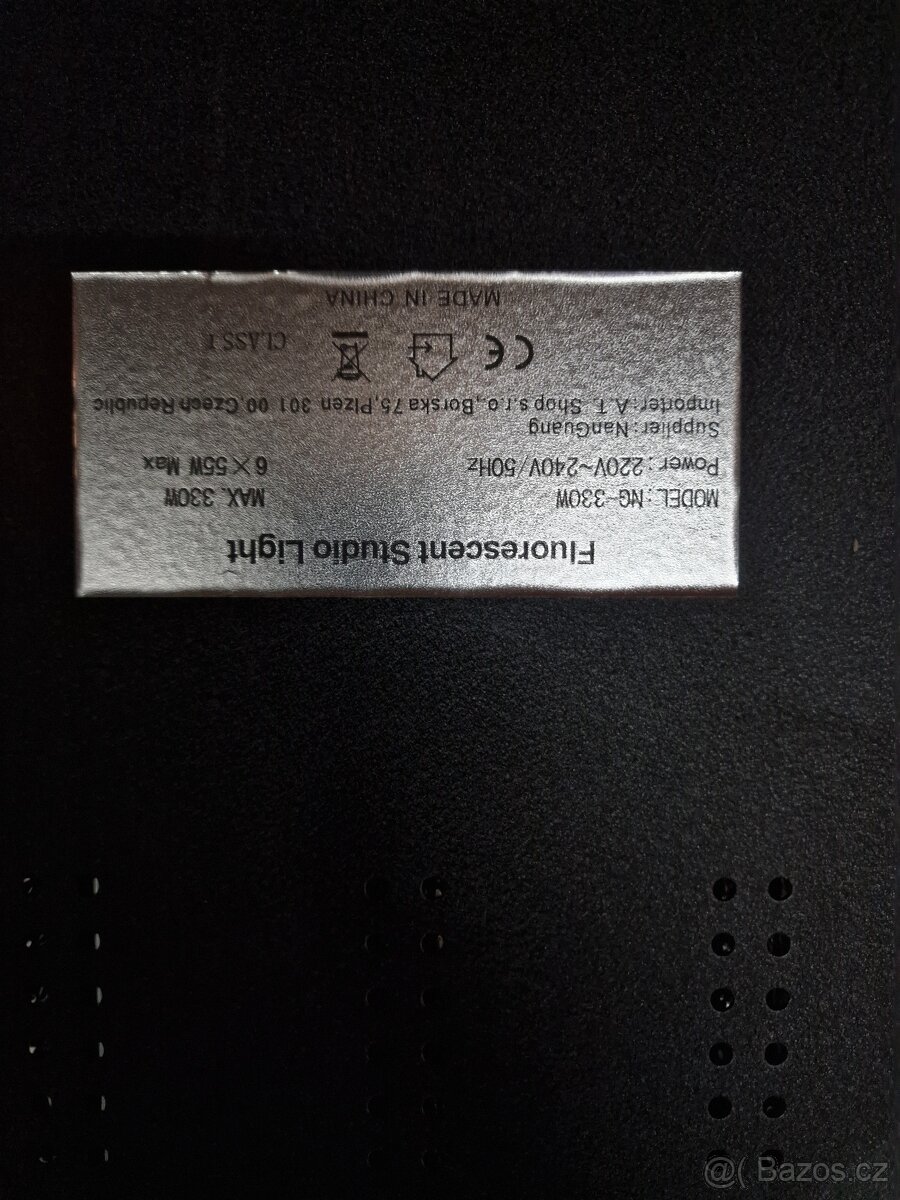 Fluorescent Studio Light
MODEL:NG-330W MAX. 330W
Power:220V~240V/50Hz 6×55W Max
Supplier:NanGuang
Importer:A.T. Shop s.r.o.,Borska 75,Plzen 301 00,Czech Republic
CE CLASS I
MADE IN CHINA
@( Bazos.cz